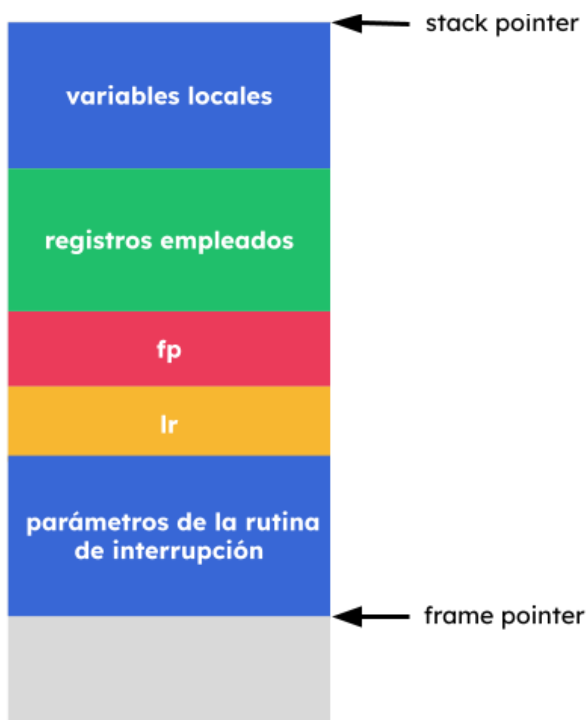 stack pointer
variables locales
registros empleados
fp
lr
parámetros de la rutina
de interrupción
frame pointer